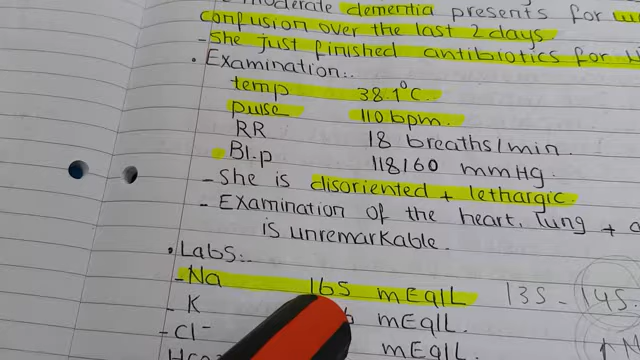 moderate dementia presents for
confusion over the last 2 days
- She just finished antibiotics for
• Examination:.
temp 38.1°C.
pulse 110 bpm.
RR 18 breaths/min.
Bl.p 118/60 mmHg.
- She is disoriented + lethargic.
- Examination of the heart, lung +
is unremarkable.
• Labs:.
- Na 165 mEq/L 135 - 145
- K mEq/L.
- Cl⁻ mEq/L